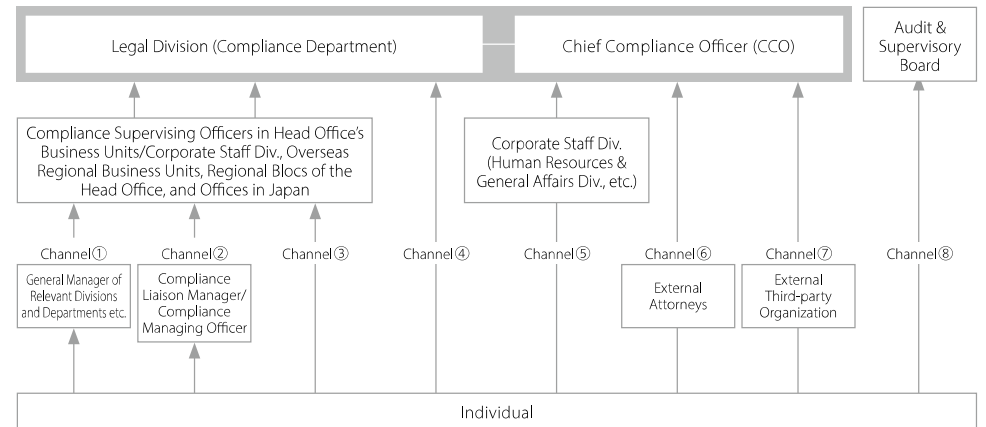 Legal Division (Compliance Department)
Chief Compliance Officer (CCO)
Audit &
Supervisory
Board
Compliance Supervising Officers in Head Office's
Business Units/Corporate Staff Div., Overseas
Regional Business Units, Regional Blocs of the
Head Office, and Offices in Japan
Corporate Staff Div.
(Human Resources &
General Affairs Div., etc.)
Channel①
Channel②
Channel③
Channel④
Channel⑤
Channel⑥
Channel⑦
Channel⑧
General Manager of
Relevant Divisions
and Departments etc.
Compliance
Liaison Manager/
Compliance
Managing Officer
External
Attorneys
External
Third-party
Organization
Individual